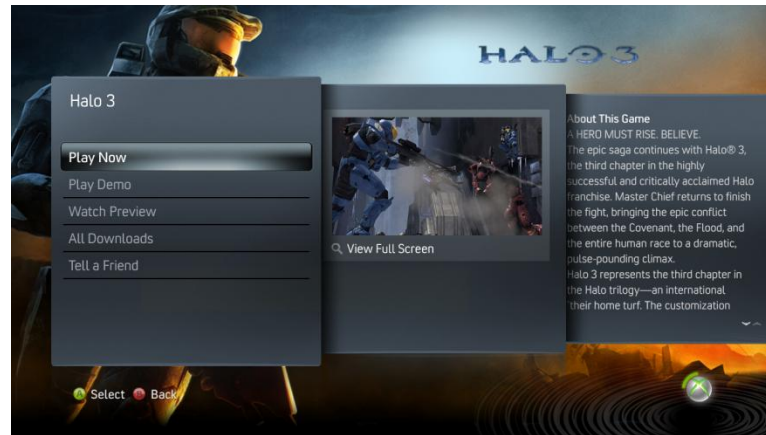 HALO 3
Halo 3
Play Now
Play Demo
Watch Preview
All Downloads
Tell a Friend
View Full Screen
About This Game
A HERO MUST RISE. BELIEVE.
The epic saga continues with Halo® 3,
the third chapter in the highly
successful and critically acclaimed Halo
franchise. Master Chief returns to finish
the fight, bringing the epic conflict
between the Covenant, the Flood, and
the entire human race to a dramatic,
pulse-pounding climax.
Halo 3 represents the third chapter in
the Halo trilogy—an international
'their home turf. The customization
A Select B Back